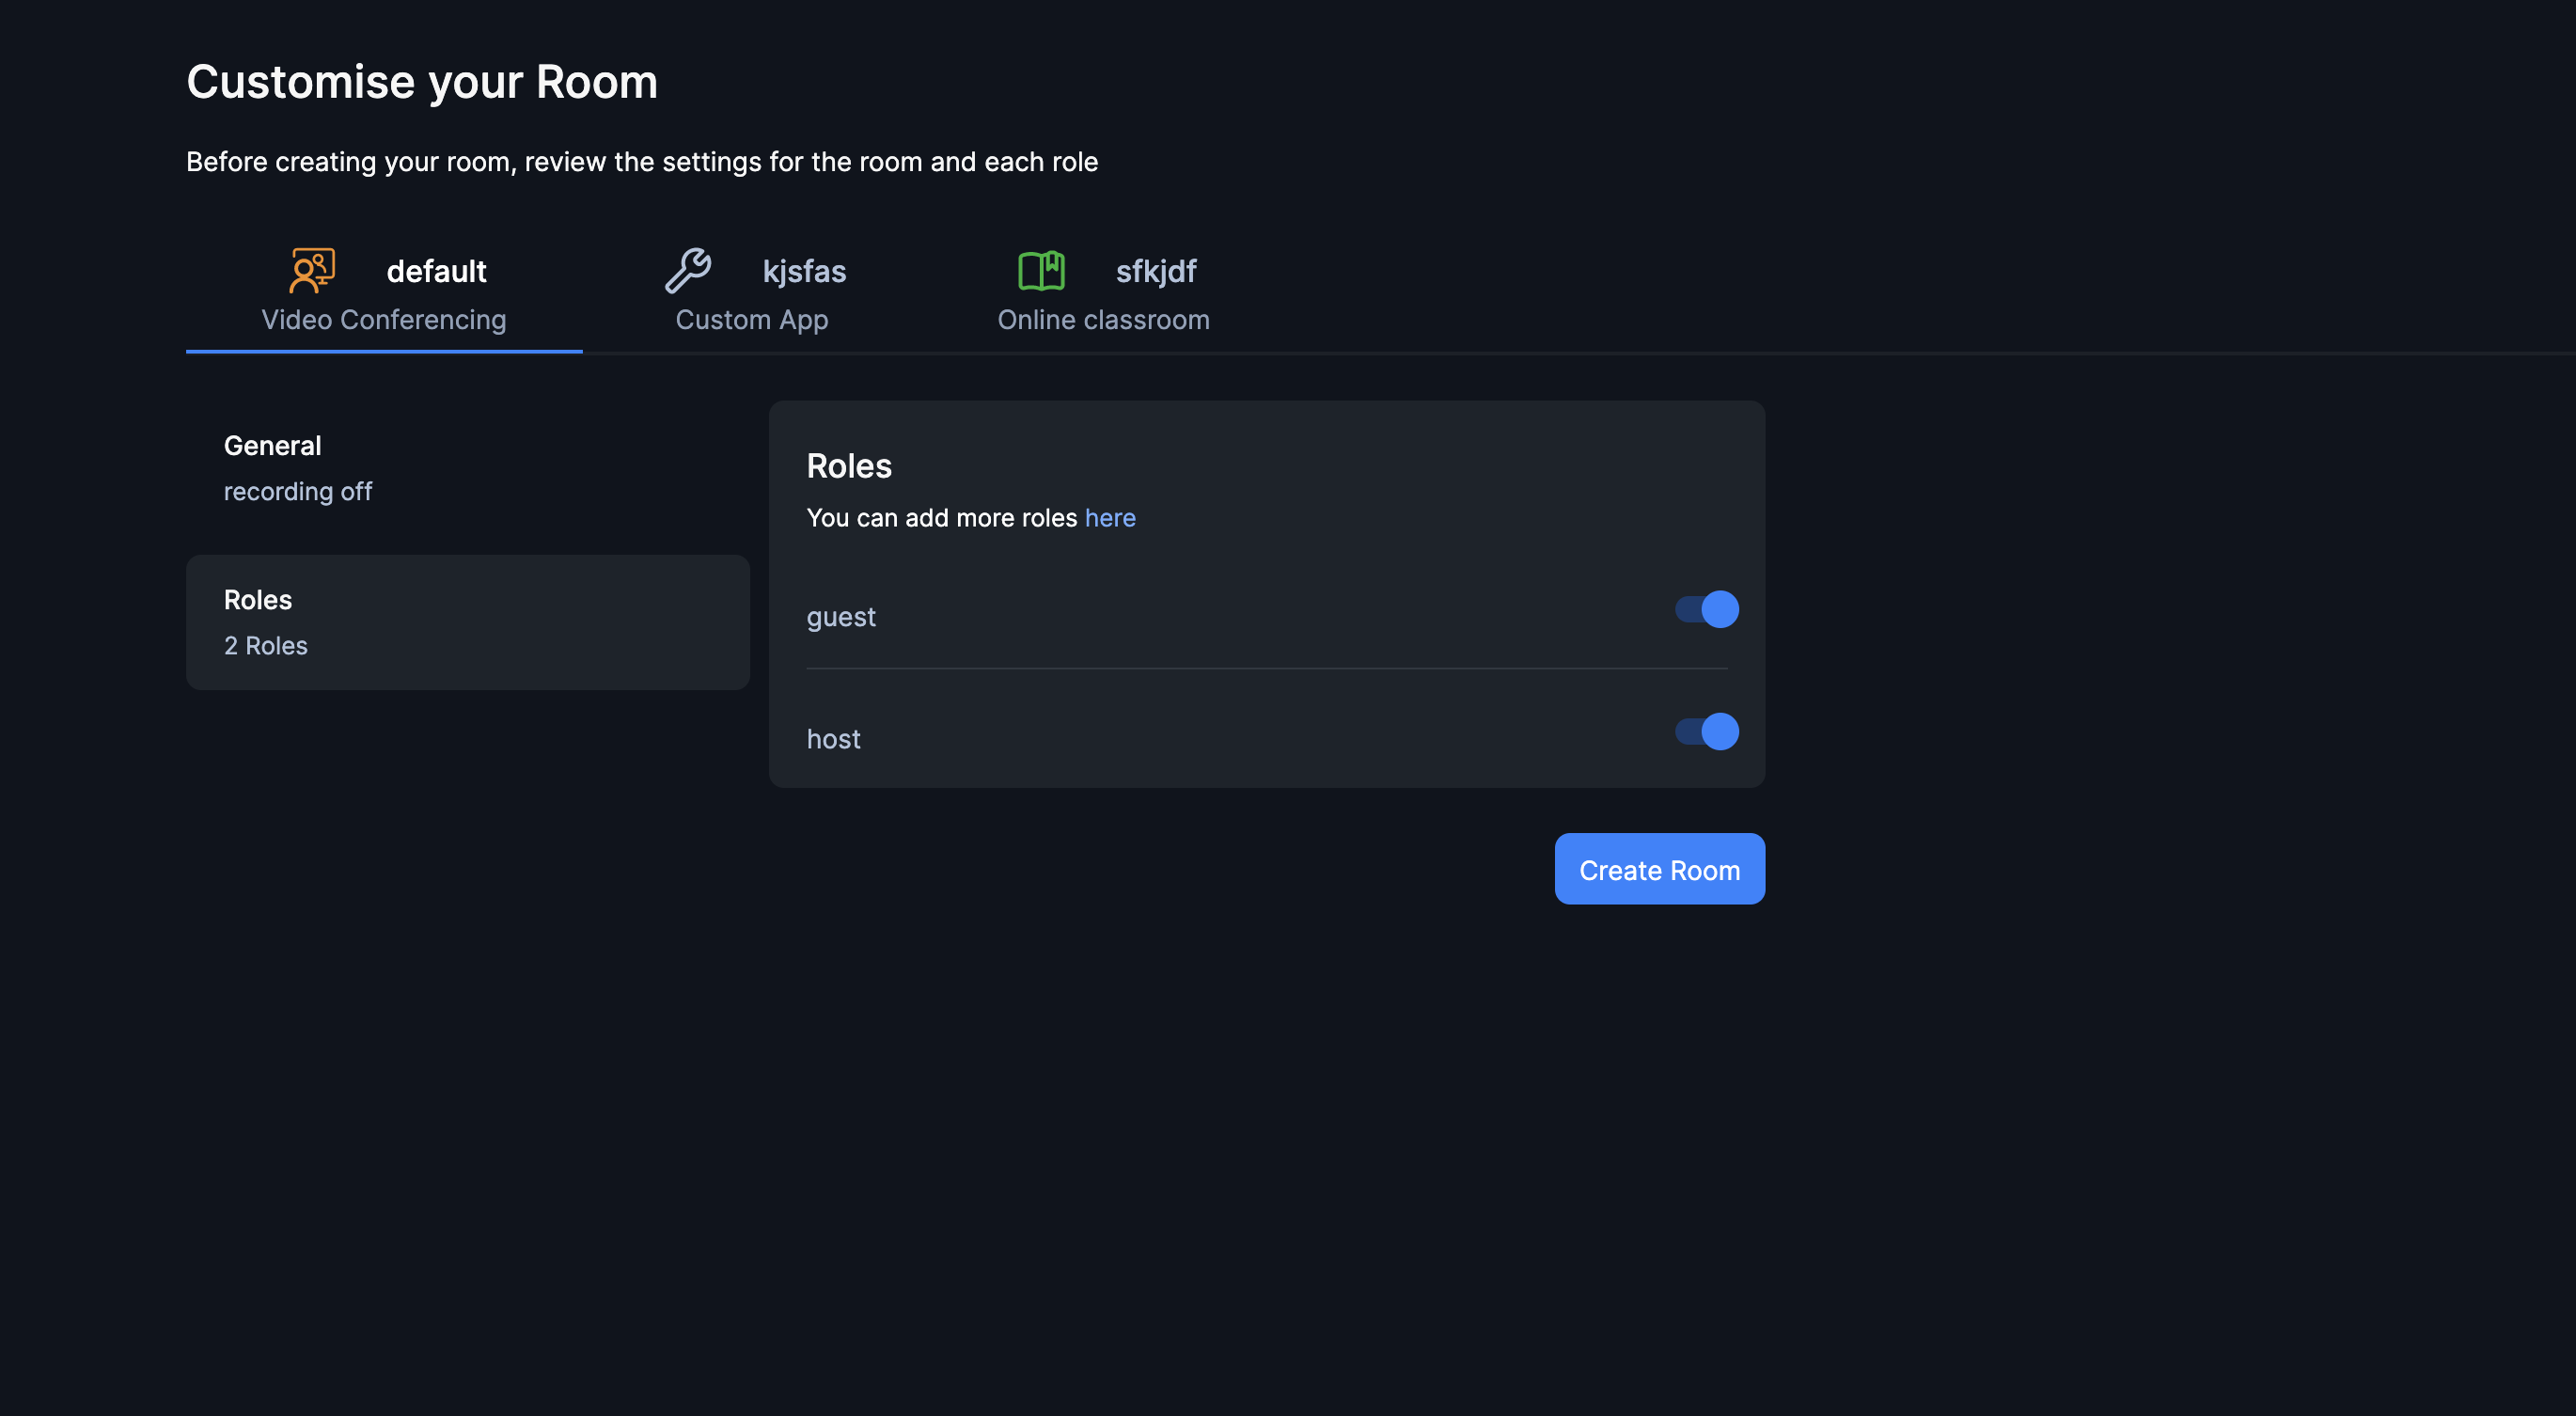 Customise your Room
Before creating your room, review the settings for the room and each role
default
Video Conferencing
kjsfas
Custom App
sfkjdf
Online classroom
General
recording off
Roles
2 Roles
Roles
You can add more roles here
guest
host
Create Room